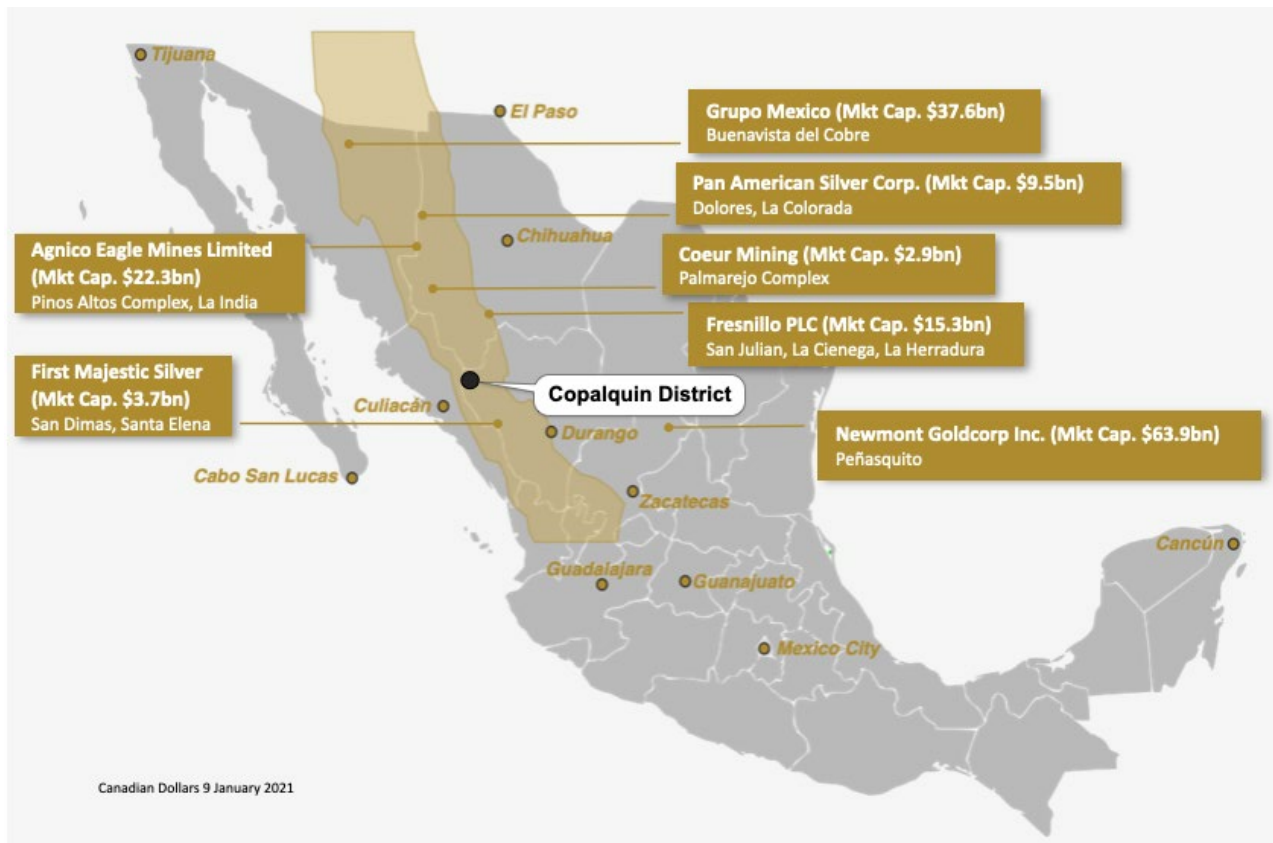 Tijuana
El Paso
Grupo Mexico (Mkt Cap. $37.6bn)
Buenavista del Cobre
Pan American Silver Corp. (Mkt Cap. $9.5bn)
Dolores, La Colorada
Chihuahua
Agnico Eagle Mines Limited
(Mkt Cap. $22.3bn)
Pinos Altos Complex, La India
Coeur Mining (Mkt Cap. $2.9bn)
Palmarejo Complex
Fresnillo PLC (Mkt Cap. $15.3bn)
San Julian, La Cienega, La Herradura
First Majestic Silver
(Mkt Cap. $3.7bn)
San Dimas, Santa Elena
Copalquin District
Culiacán
Durango
Newmont Goldcorp Inc. (Mkt Cap. $63.9bn)
Peñasquito
Cabo San Lucas
Zacatecas
Cancún
Guadalajara
Guanajuato
Mexico City
Canadian Dollars 9 January 2021